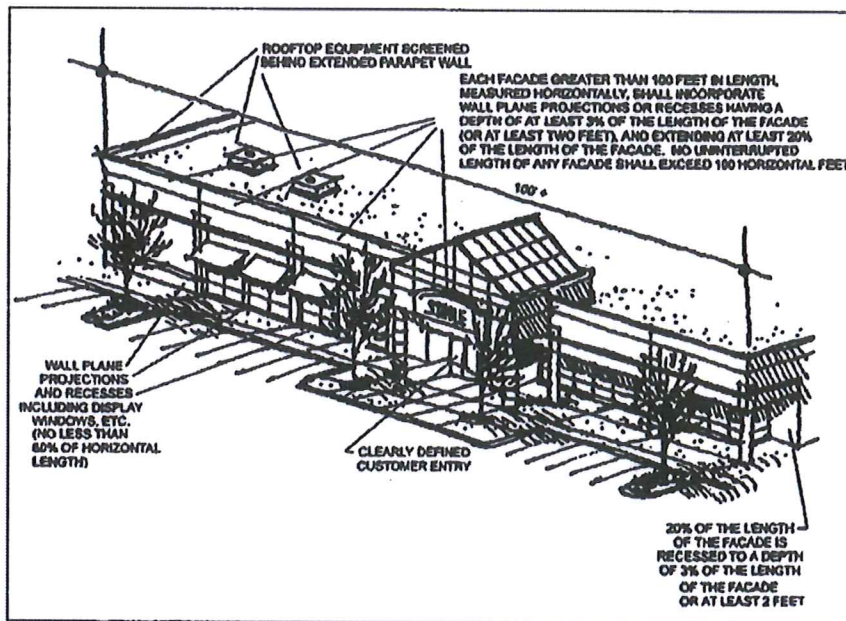 ROOFTOP EQUIPMENT SCREENED
BEHIND EXTENDED PARAPET WALL
EACH FACADE GREATER THAN 100 FEET IN LENGTH,
MEASURED HORIZONTALLY, SHALL INCORPORATE
WALL PLANE PROJECTIONS OR RECESSES HAVING A
DEPTH OF AT LEAST 3% OF THE LENGTH OF THE FACADE
(OR AT LEAST TWO FEET), AND EXTENDING AT LEAST 20%
OF THE LENGTH OF THE FACADE. NO UNINTERRUPTED
LENGTH OF ANY FACADE SHALL EXCEED 100 HORIZONTAL FEET
100'
WALL PLANE
PROJECTIONS
AND RECESSES
INCLUDING DISPLAY
WINDOWS, ETC.
(NO LESS THAN
60% OF HORIZONTAL
LENGTH)
CLEARLY DEFINED
CUSTOMER ENTRY
20% OF THE LENGTH
OF THE FACADE IS
RECESSED TO A DEPTH
OF 3% OF THE LENGTH
OF THE FACADE
OR AT LEAST 2 FEET